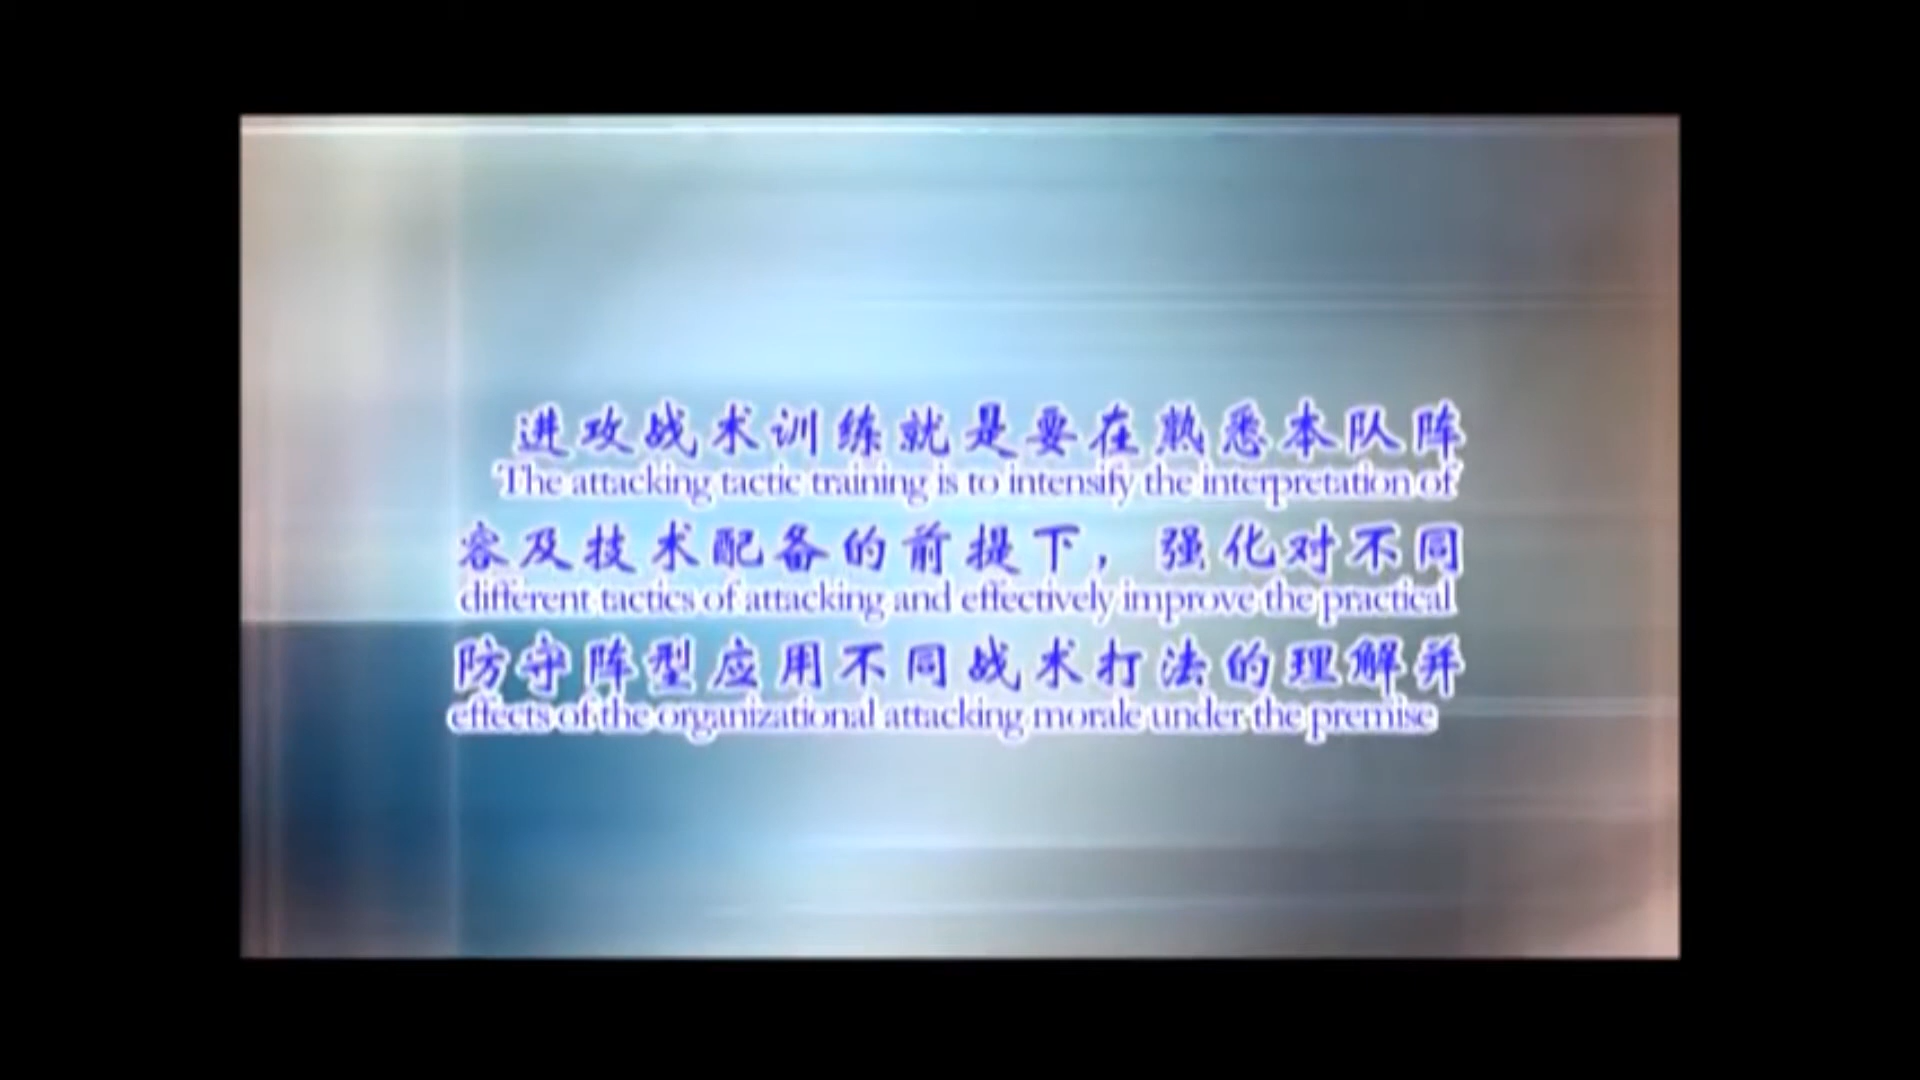 进攻战术训练就是要在熟悉本队阵
The attacking tactic training is to intensify the interpretation of
容及技术配备的前提下，强化对不同
different tactics of attacking and effectively improve the practical
防守阵型应用不同战术打法的理解并
effects of the organizational attacking morale under the premise